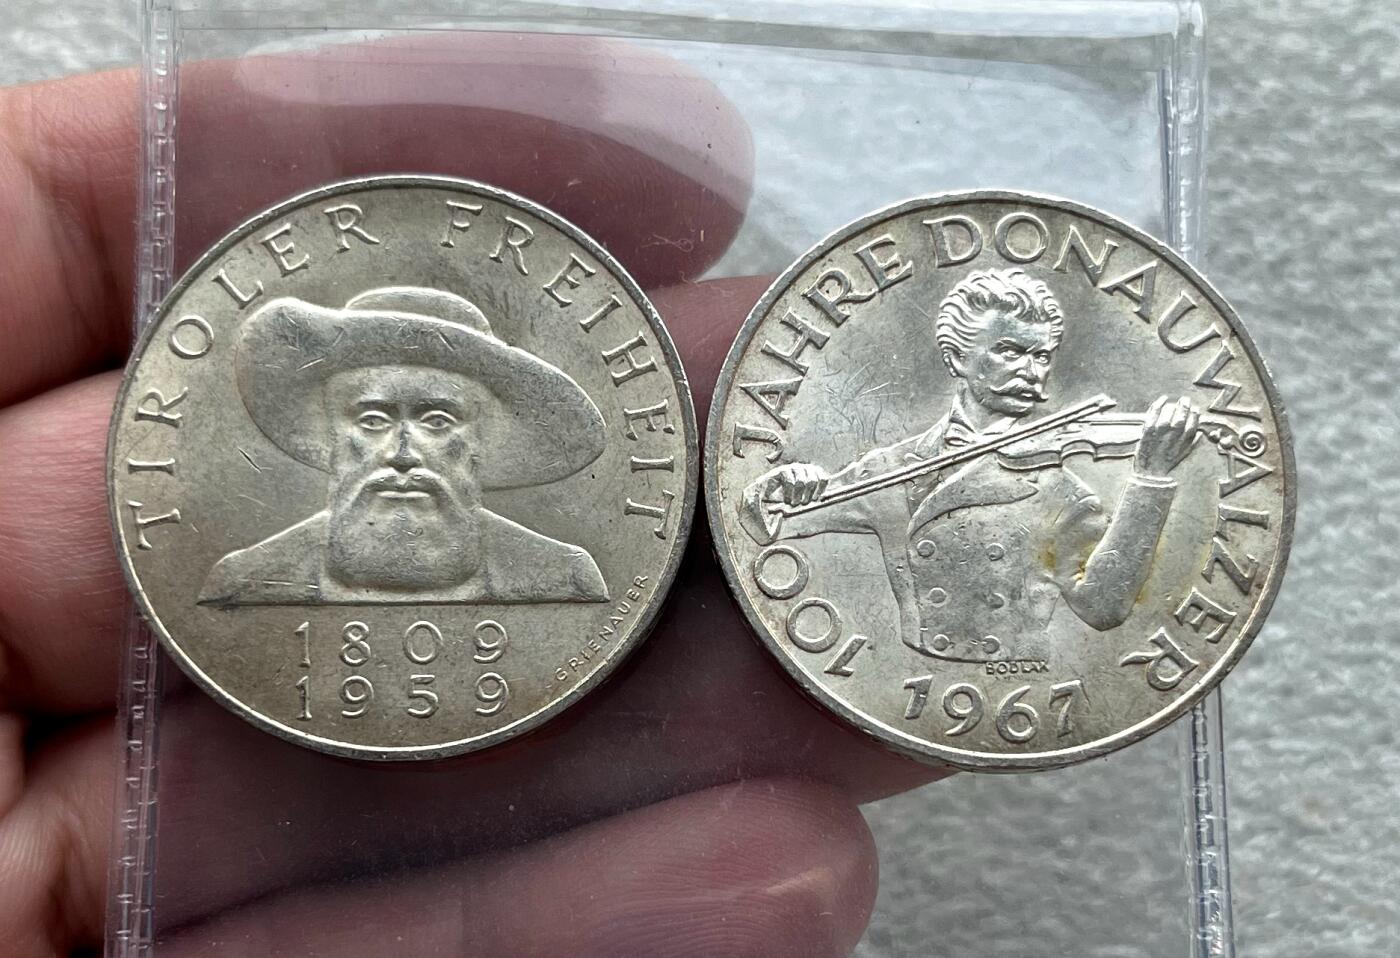 TIROLER FREIHEIT
1809
1959
GRIENAUER
100 JAHRE DONAUWALZER
BODLAK
1967